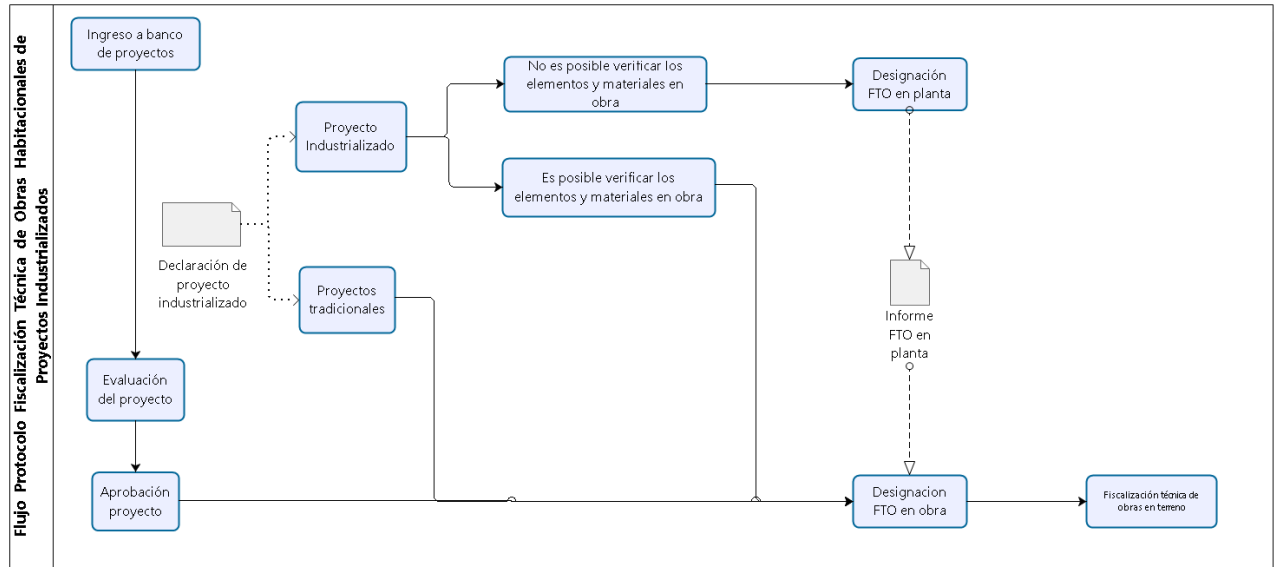 Flujo Protocolo Fiscalización Técnica de Obras Habitacionales de
Proyectos Industrializados
Ingreso a banco
de proyectos
No es posible verificar los
elementos y materiales en
obra
Designación
FTO en planta
Proyecto
Industrializado
Es posible verificar los
elementos y materiales en obra
Declaración de
proyecto
industrializado
Proyectos
tradicionales
Informe
FTO en
planta
Evaluación
del proyecto
Aprobación
proyecto
Designacion
FTO en obra
Fiscalización técnica de
obras en terreno